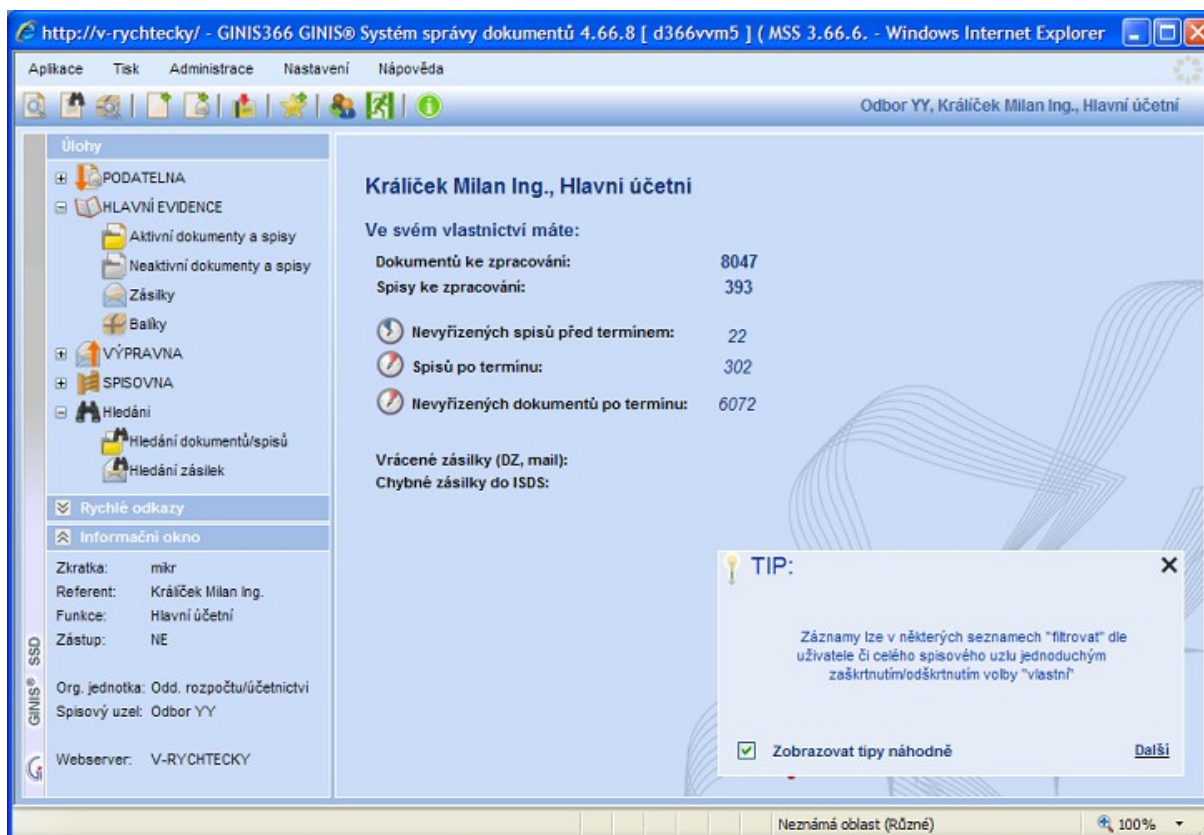 http://v-rychtecky/ - GINIS366 GINIS® Systém správy dokumentů 4.66.8 [ d366vvm5 ] ( MSS 3.66.6. - Windows Internet Explorer
Aplikace Tisk Administrace Nastavení Nápověda
Odbor YY, Králíček Milan Ing., Hlavní účetní
Úlohy
PODATELNA
HLAVNÍ EVIDENCE
Aktivní dokumenty a spisy
Neaktivní dokumenty a spisy
Zásilky
Balíky
VÝPRAVNA
SPISOVNA
Hledání
Hledání dokumentů/spisů
Hledání zásilek
Rychlé odkazy
Informační okno
Zkratka: mikr
Referent: Králíček Milan Ing.
Funkce: Hlavní účetní
Zástup: NE
Org. jednotka: Odd. rozpočtu/účetnictví
Spisový uzel: Odbor YY
Webserver: V-RYCHTECKY
GINIS® SSD
Králíček Milan Ing., Hlavní účetní
Ve svém vlastnictví máte:
Dokumentů ke zpracování: 8047
Spisy ke zpracování: 393
Nevyřízených spisů před termínem: 22
Spisů po termínu: 302
Nevyřízených dokumentů po termínu: 6072
Vrácené zásilky (DZ, mail):
Chybné zásilky do ISDS:
TIP:
Záznamy lze v některých seznamech "filtrovat" dle
uživatele či celého spisového uzlu jednoduchým
zaškrtnutím/odškrtnutím volby "vlastní"
Zobrazovat tipy náhodně Další
Neznámá oblast (Různé) 100%